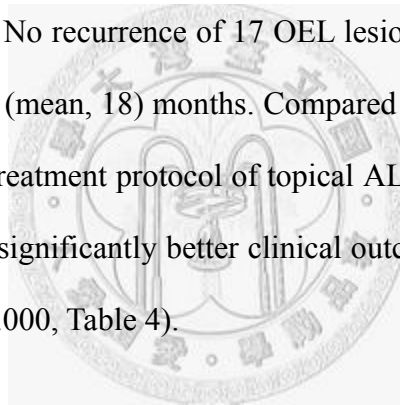 No recurrence of 17 OEL lesio
(mean, 18) months. Compared
reatment protocol of topical AL
significantly better clinical outc
000, Table 4).